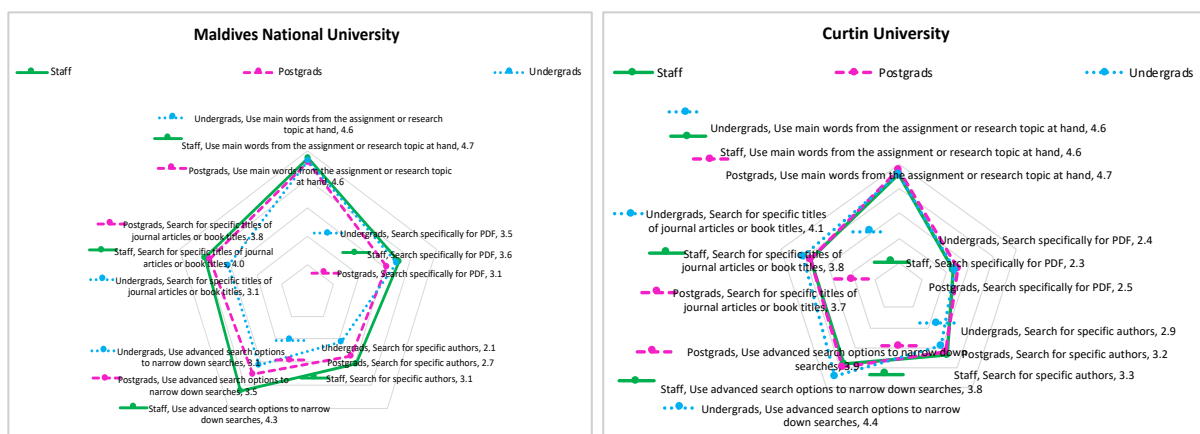 Maldives National University
Staff
Postgrads
Undergrads
Undergrads, Use main words from the assignment or research
topic at hand, 4.6
Staff, Use main words from the assignment or research topic at hand, 4.7
Postgrads, Use main words from the assignment or research topic
at hand, 4.6
Postgrads, Search for specific titles of
journal articles or book titles, 3.8
Staff, Search for specific titles of journal
articles or book titles, 4.0
Undergrads, Search for specific titles of
journal articles or book titles, 3.1
Undergrads, Search specifically for PDF, 3.5
Staff, Search specifically for PDF, 3.6
Postgrads, Search specifically for PDF, 3.1
Undergrads, Use advanced search options
to narrow down searches, 3.1
Postgrads, Use advanced search options to
narrow down searches, 3.5
Staff, Use advanced search options to narrow
down searches, 4.3
Undergrads, Search for specific authors, 2.1
Postgrads, Search for specific authors, 2.7
Staff, Search for specific authors, 3.1
Curtin University
Staff
Postgrads
Undergrads
Undergrads, Use main words from the assignment or research topic at hand, 4.6
Staff, Use main words from the assignment or research topic at hand, 4.6
Postgrads, Use main words from the assignment or research topic at hand, 4.7
Undergrads, Search for specific titles
of journal articles or book titles, 4.1
Staff, Search for specific titles of
journal articles or book titles, 3.8
Postgrads, Search for specific titles of
journal articles or book titles, 3.7
Undergrads, Search specifically for PDF, 2.4
Staff, Search specifically for PDF, 2.3
Postgrads, Search specifically for PDF, 2.5
Undergrads, Search for specific authors, 2.9
Postgrads, Search for specific authors, 3.2
Staff, Search for specific authors, 3.3
Postgrads, Use advanced search options to narrow down
searches, 3.9
Staff, Use advanced search options to narrow down searches, 3.8
Undergrads, Use advanced search options to narrow
down searches, 4.4